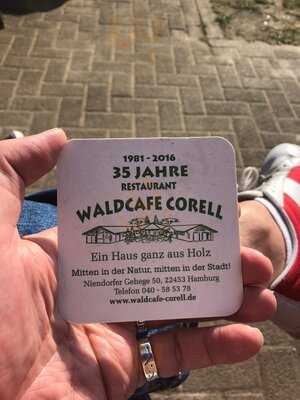 1981 - 2016
35 JAHRE
RESTAURANT
WALDCAFE CORELL
Ein Haus ganz aus Holz
Mitten in der Natur, mitten in der Stadt!
Niendorfer Gehege 50, 22453 Hamburg
Telefon 040 - 58 53 78
www.waldcafe-corell.de